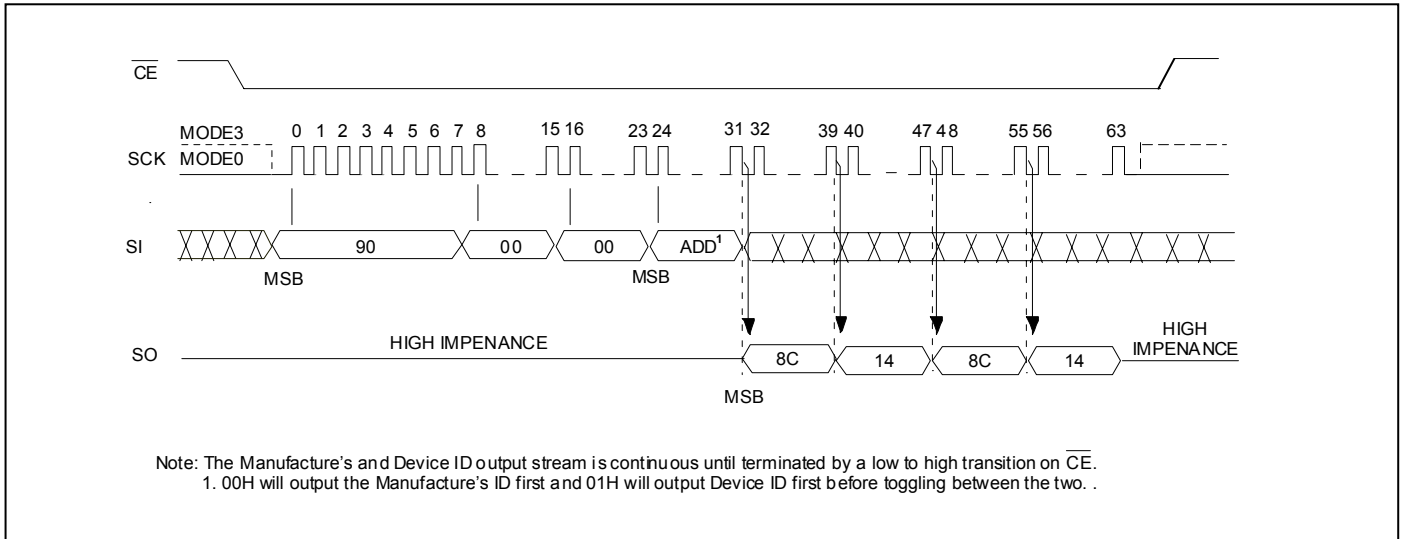 CE
MODE3 0 1 2 3 4 5 6 7 8 15 16 23 24 31 32 39 40 47 48 55 56 63
SCK MODE0
SI 90 00 00 ADD1
MSB MSB
HIGH IMPENANCE HIGH IMPENANCE
SO 8C 14 8C 14
MSB
Note: The Manufacture's and Device ID output stream is continuous until terminated by a low to high transition on CE.
1. 00H will output the Manufacture's ID first and 01H will output Device ID first before toggling between the two. .